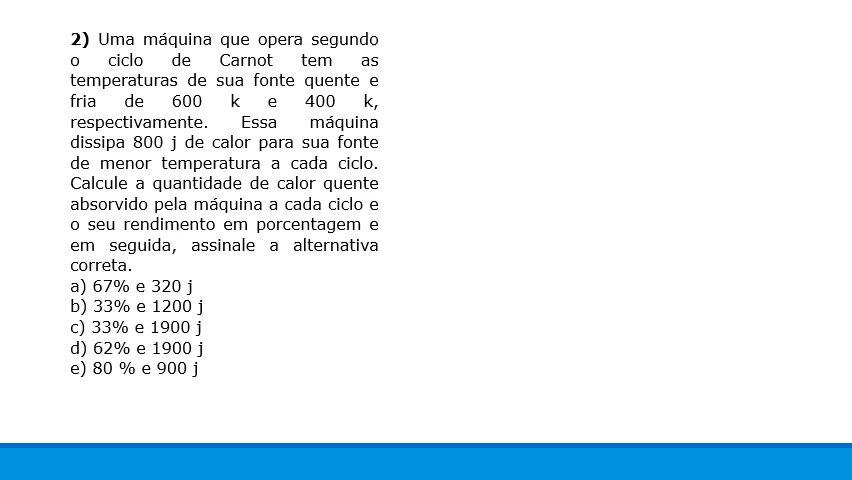 2) Uma máquina que opera segundo
o ciclo de Carnot tem as
temperaturas de sua fonte quente e
fria de 600 k e 400 k,
respectivamente. Essa máquina
dissipa 800 j de calor para sua fonte
de menor temperatura a cada ciclo.
Calcule a quantidade de calor quente
absorvido pela máquina a cada ciclo e
o seu rendimento em porcentagem e
em seguida, assinale a alternativa
correta.
a) 67% e 320 j
b) 33% e 1200 j
c) 33% e 1900 j
d) 62% e 1900 j
e) 80 % e 900 j